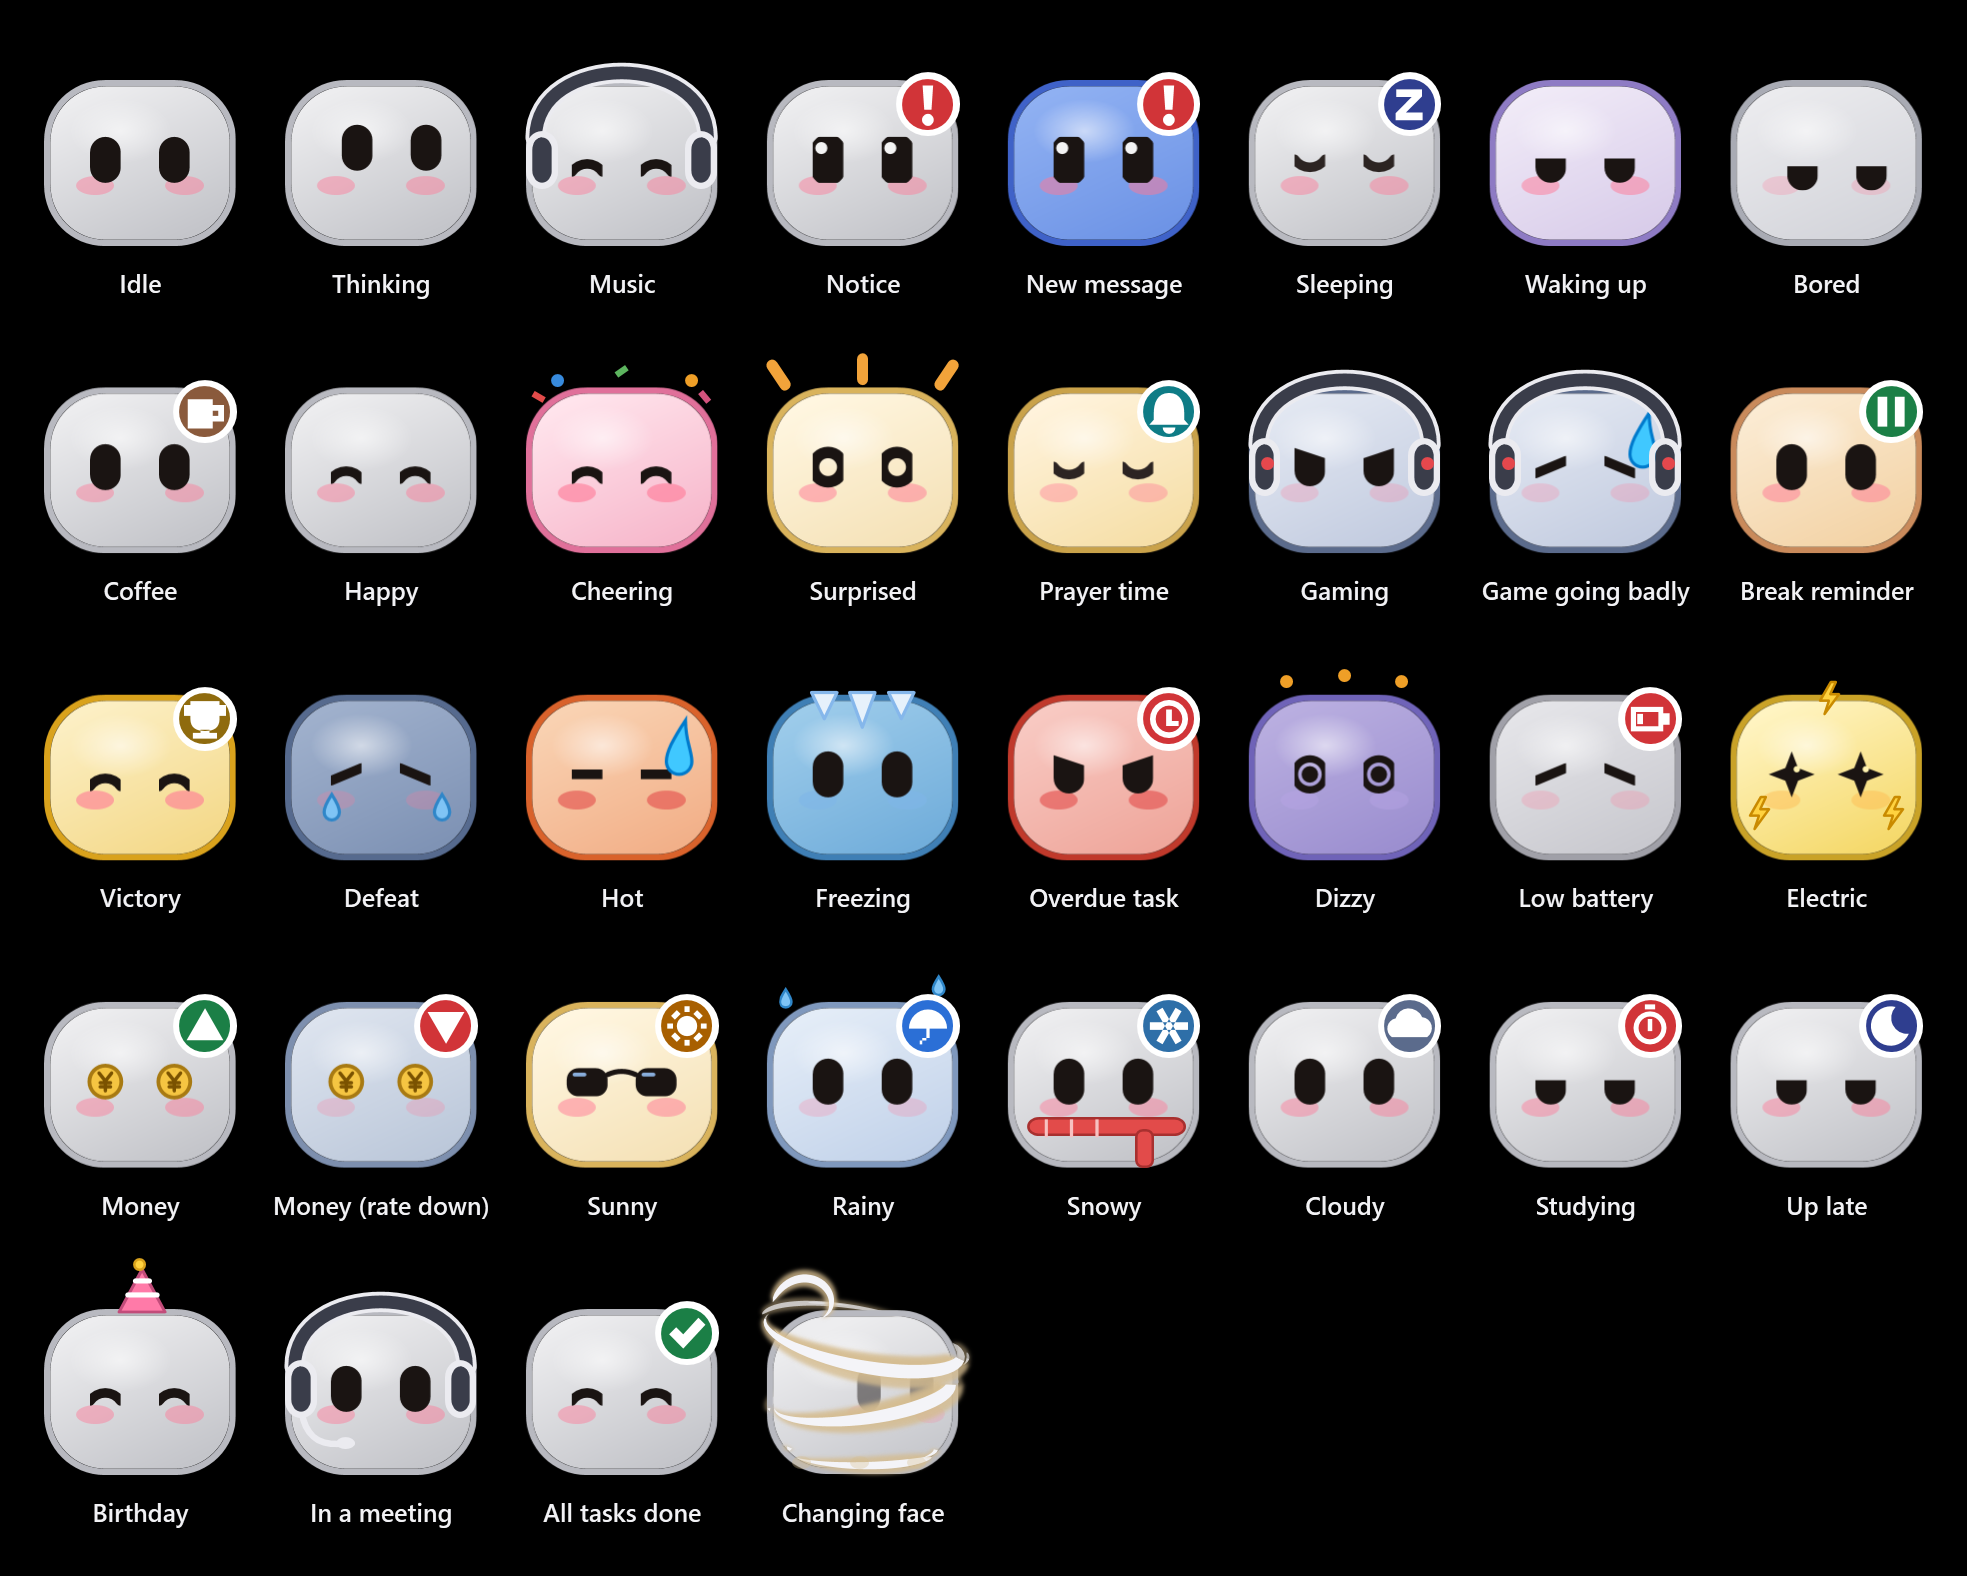 Z
Idle
Thinking
Music
Notice
New message
Sleeping
Waking up
Bored
Coffee
Happy
Cheering
Surprised
Prayer time
Gaming
Game going badly
Break reminder
Victory
Defeat
Hot
Freezing
Overdue task
Dizzy
Low battery
Electric
¥ ¥
¥ ¥
Money
Money (rate down)
Sunny
Rainy
Snowy
Cloudy
Studying
Up late
Birthday
In a meeting
All tasks done
Changing face